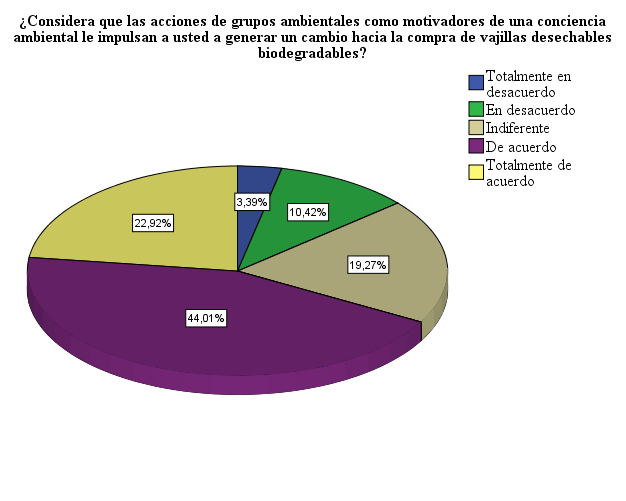 ¿Considera que las acciones de grupos ambientales como motivadores de una conciencia
ambiental le impulsan a usted a generar un cambio hacia la compra de vajillas desechables
biodegradables?
Totalmente en
desacuerdo
En desacuerdo
Indiferente
De acuerdo
Totalmente de
acuerdo
3,39%
10,42%
22,92%
19,27%
44,01%